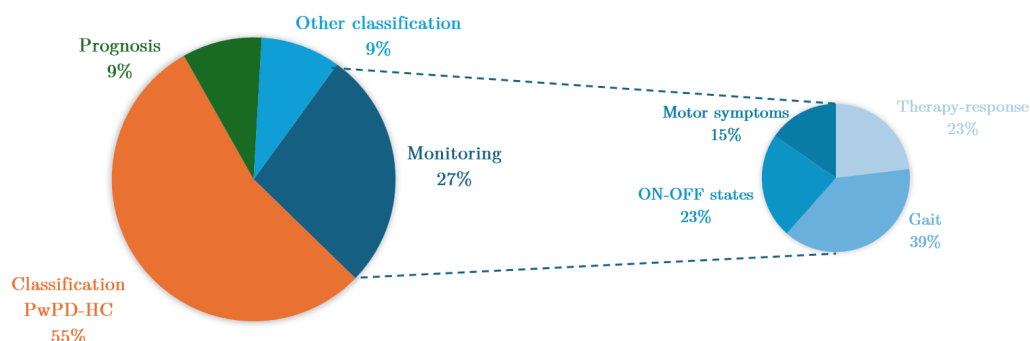 Other classification
9%
Prognosis
9%
Monitoring
27%
Classification
PwPD-HC
55%
Motor symptoms
15%
Therapy-response
23%
ON-OFF states
23%
Gait
39%